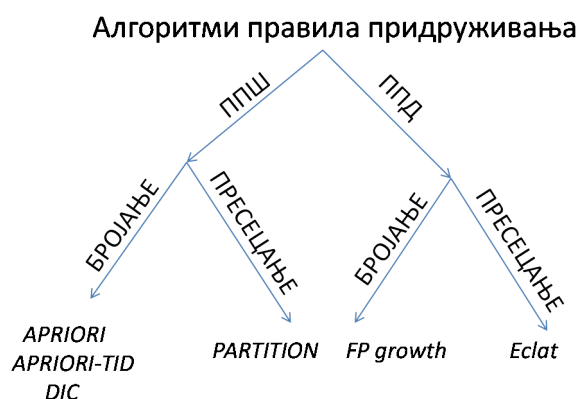 Алгоритми правила придруживања
ППШ
ППД
БРОЈАЊЕ
ПРЕСЕЦАЊЕ
БРОЈАЊЕ
ПРЕСЕЦАЊЕ
APRIORI
APRIORI-TID
DIC
PARTITION
FP growth
Eclat